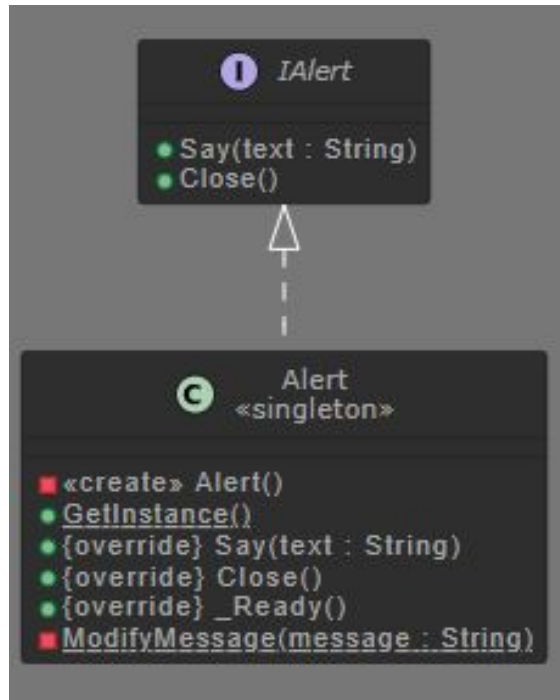 I IAlert
Say(text : String)
Close()
C Alert
«singleton»
«create» Alert()
GetInstance()
{override} Say(text : String)
{override} Close()
{override} _Ready()
ModifyMessage(message : String)